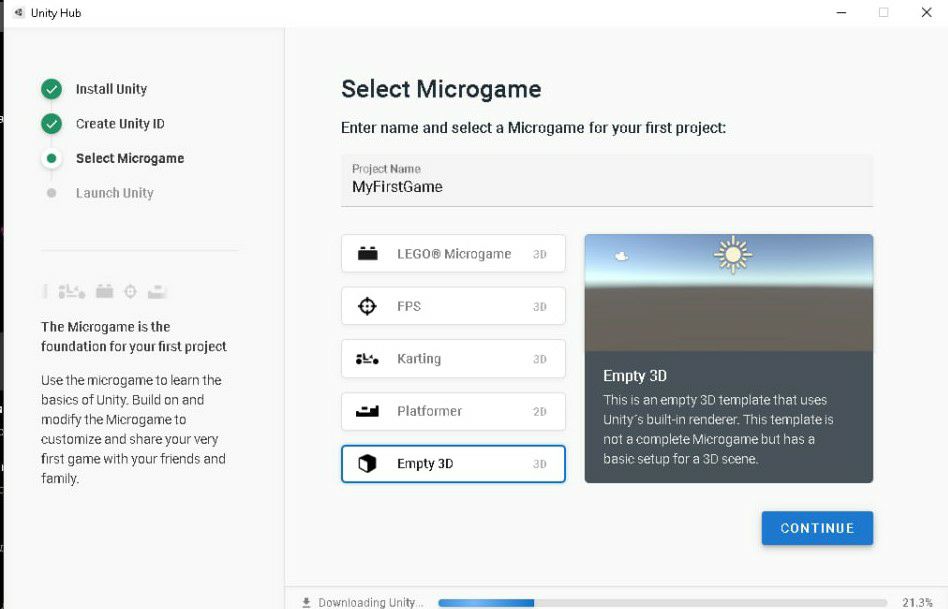 Unity Hub
Install Unity
Create Unity ID
Select Microgame
Launch Unity
The Microgame is the
foundation for your first project
Use the microgame to learn the
basics of Unity. Build on and
modify the Microgame to
customize and share your very
first game with your friends and
family.
Select Microgame
Enter name and select a Microgame for your first project:
Project Name
MyFirstGame
LEGO® Microgame 3D
FPS 3D
Karting 3D
Platformer 2D
Empty 3D 3D
Empty 3D
This is an empty 3D template that uses
Unity´s built-in renderer. This template is
not a complete Microgame but has a
basic setup for a 3D scene.
CONTINUE
Downloading Unity... 21.3%